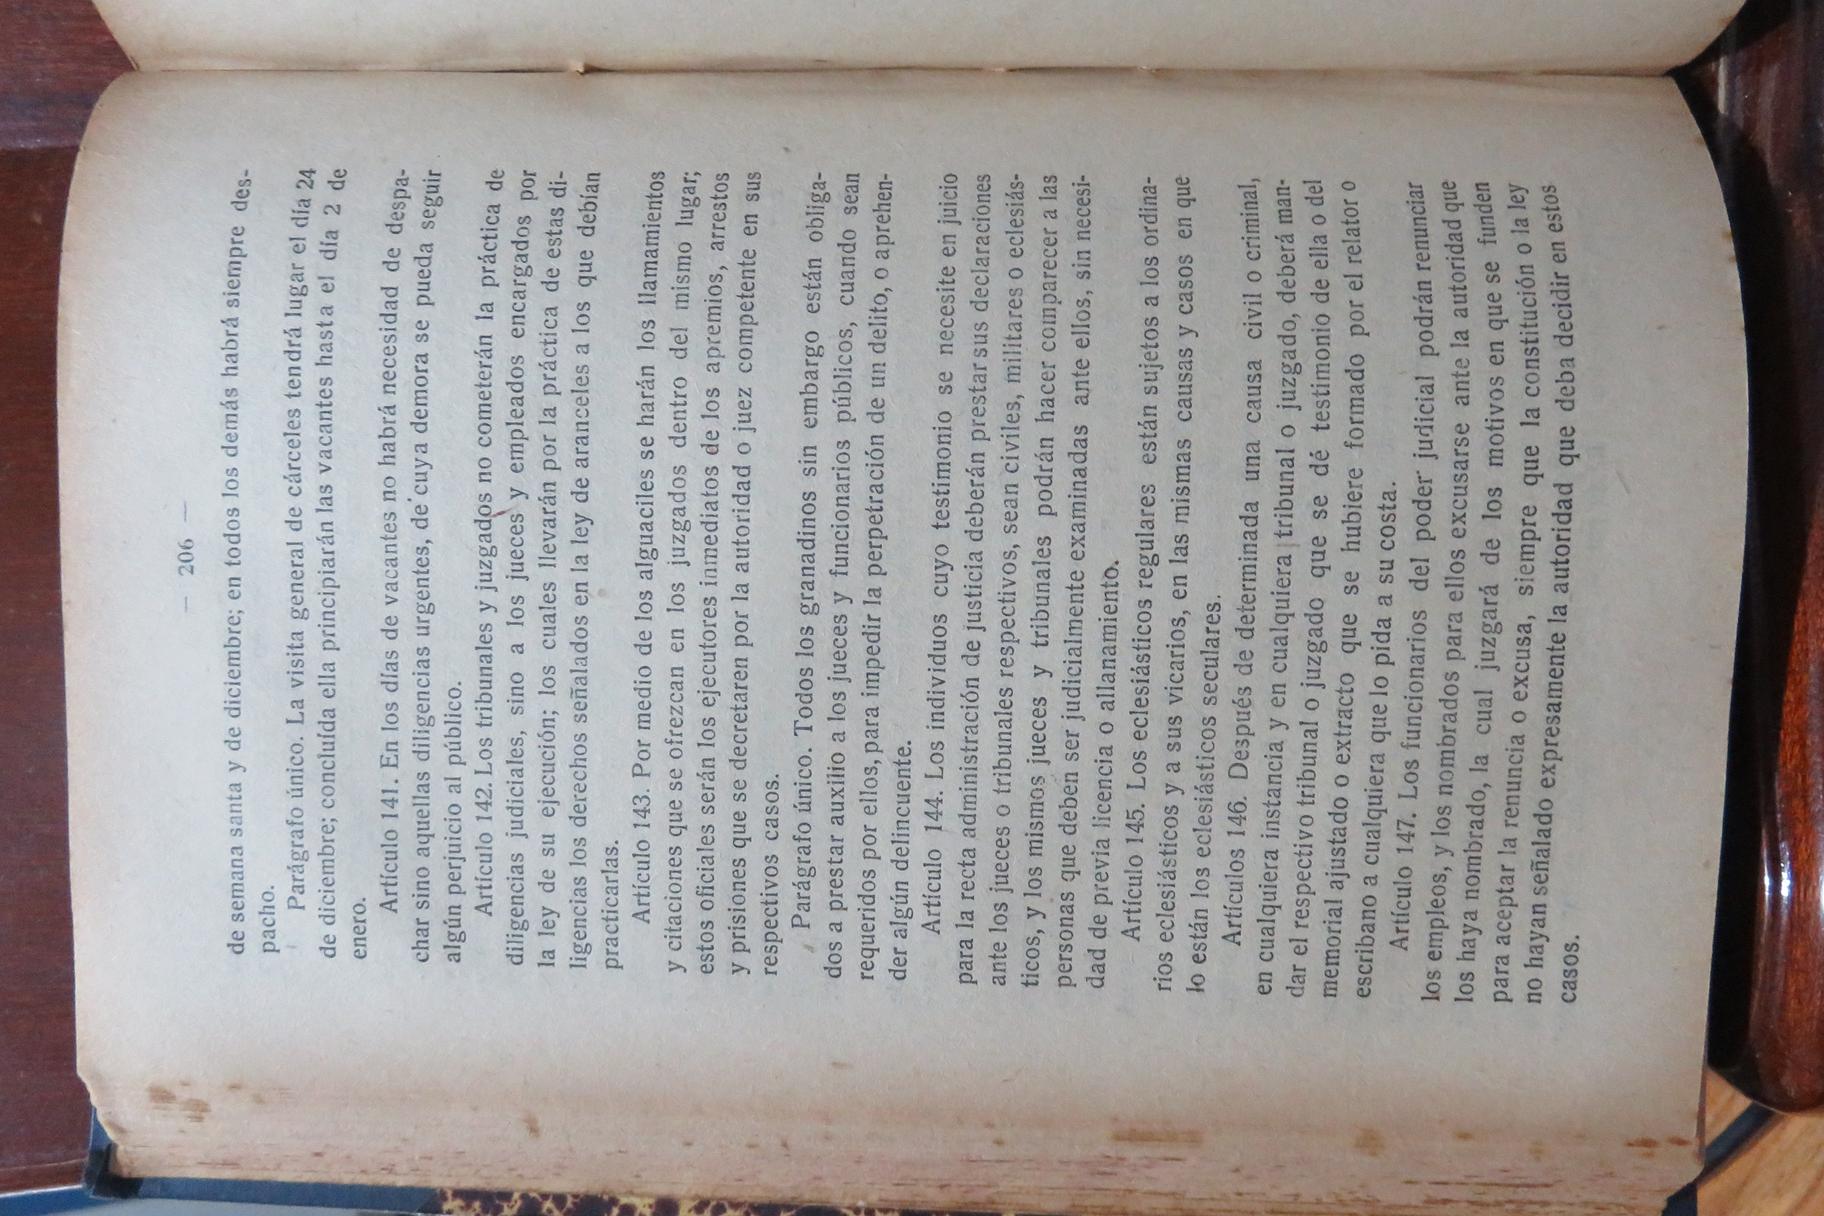 — 206 —
de semana santa y de diciembre; en todos los demás habrá siempre des-
pacho.
Parágrafo único. La visita general de cárceles tendrá lugar el día 24
de diciembre; concluída ella principiarán las vacantes hasta el día 2 de
enero.
Artículo 141. En los días de vacantes no habrá necesidad de despa-
char sino aquellas diligencias urgentes, de cuya demora se pueda seguir
algún perjuicio al público.
Artículo 142. Los tribunales y juzgados no cometerán la práctica de
diligencias judiciales, sino a los jueces y empleados encargados por
la ley de su ejecución; los cuales llevarán por la práctica de estas di-
ligencias los derechos señalados en la ley de aranceles a los que debían
practicarlas.
Artículo 143. Por medio de los alguaciles se harán los llamamientos
y citaciones que se ofrezcan en los juzgados dentro del mismo lugar;
estos oficiales serán los ejecutores inmediatos de los apremios, arrestos
y prisiones que se decretaren por la autoridad o juez competente en sus
respectivos casos.
Parágrafo único. Todos los granadinos sin embargo están obliga-
dos a prestar auxilio a los jueces y funcionarios públicos, cuando sean
requeridos por ellos, para impedir la perpetración de un delito, o aprehen-
der algún delincuente.
Artículo 144. Los individuos cuyo testimonio se necesite en juicio
para la recta administración de justicia deberán prestar sus declaraciones
ante los jueces o tribunales respectivos, sean civiles, militares o eclesiás-
ticos, y los mismos jueces y tribunales podrán hacer comparecer a las
personas que deben ser judicialmente examinadas ante ellos, sin necesi-
dad de previa licencia o allanamiento.
Artículo 145. Los eclesiásticos regulares están sujetos a los ordina-
rios eclesiásticos y a sus vicarios, en las mismas causas y casos en que
lo están los eclesiásticos seculares.
Artículos 146. Después de determinada una causa civil o criminal,
en cualquiera instancia y en cualquiera tribunal o juzgado, deberá man-
dar el respectivo tribunal o juzgado que se dé testimonio de ella o del
memorial ajustado o extracto que se hubiere formado por el relator o
escribano a cualquiera que lo pida a su costa.
Artículo 147. Los funcionarios del poder judicial podrán renunciar
los empleos, y los nombrados para ellos excusarse ante la autoridad que
los haya nombrado, la cual juzgará de los motivos en que se funden
para aceptar la renuncia o excusa, siempre que la constitución o la ley
no hayan señalado expresamente la autoridad que deba decidir en estos
casos.